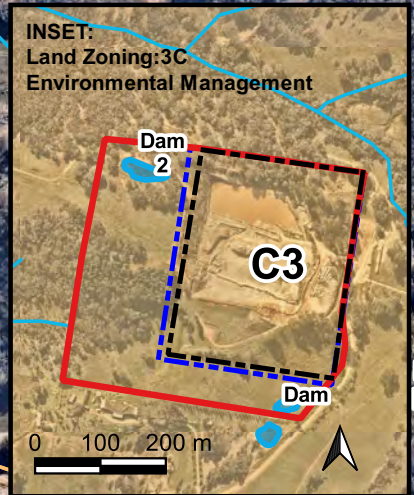 INSET:
Land Zoning:3C
Environmental Management
Dam
2
C3
Dam
0 100 200 m